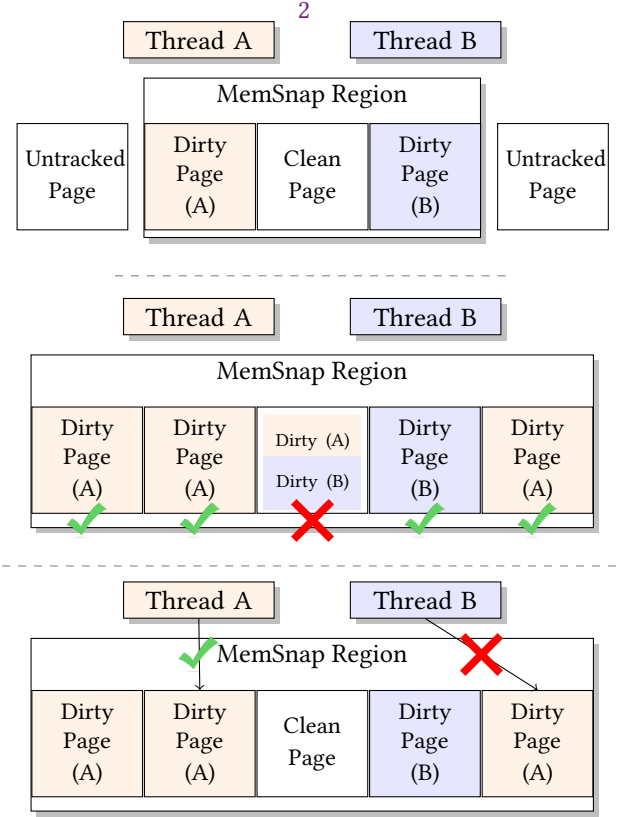 2
Thread A
Thread B
MemSnap Region
Untracked
Page
Dirty
Page
(A)
Clean
Page
Dirty
Page
(B)
Untracked
Page
Thread A
Thread B
MemSnap Region
Dirty
Page
(A)
Dirty
Page
(A)
Dirty (A)
Dirty (B)
Dirty
Page
(B)
Dirty
Page
(A)
Thread A
Thread B
MemSnap Region
Dirty
Page
(A)
Dirty
Page
(A)
Clean
Page
Dirty
Page
(B)
Dirty
Page
(A)